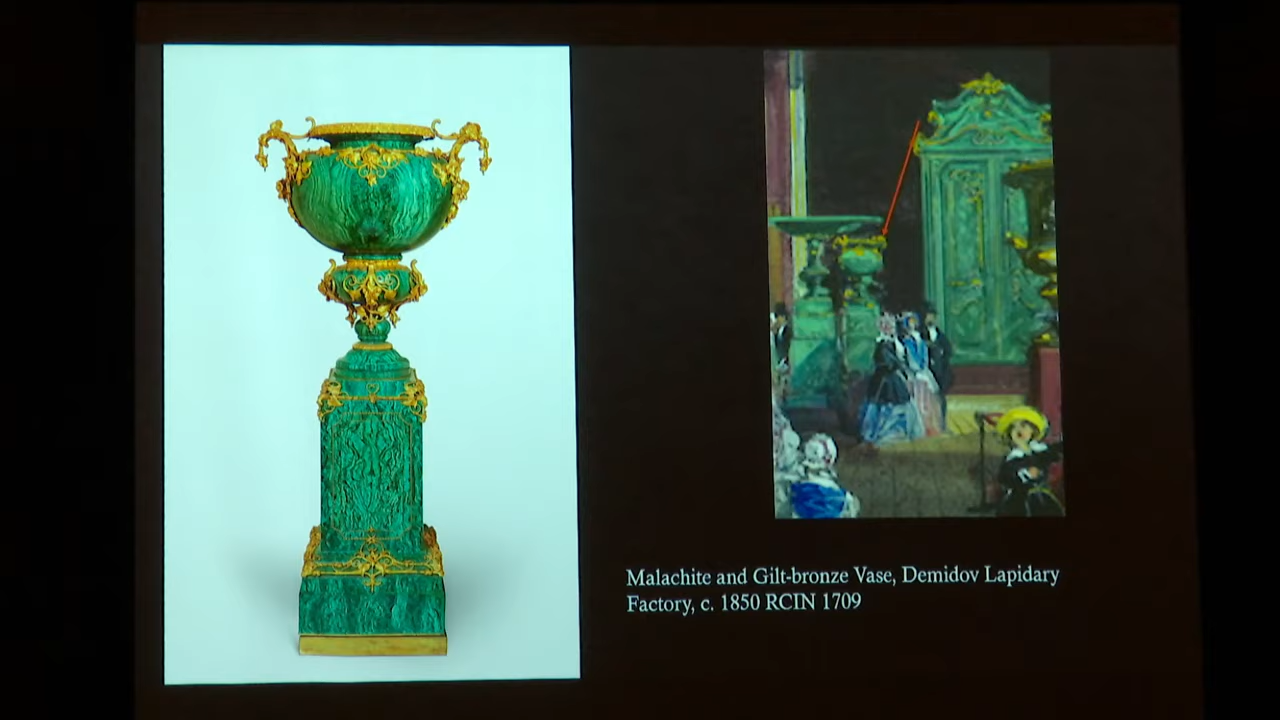 Malachite and Gilt-bronze Vase, Demidov Lapidary
Factory, c. 1850 RCIN 1709